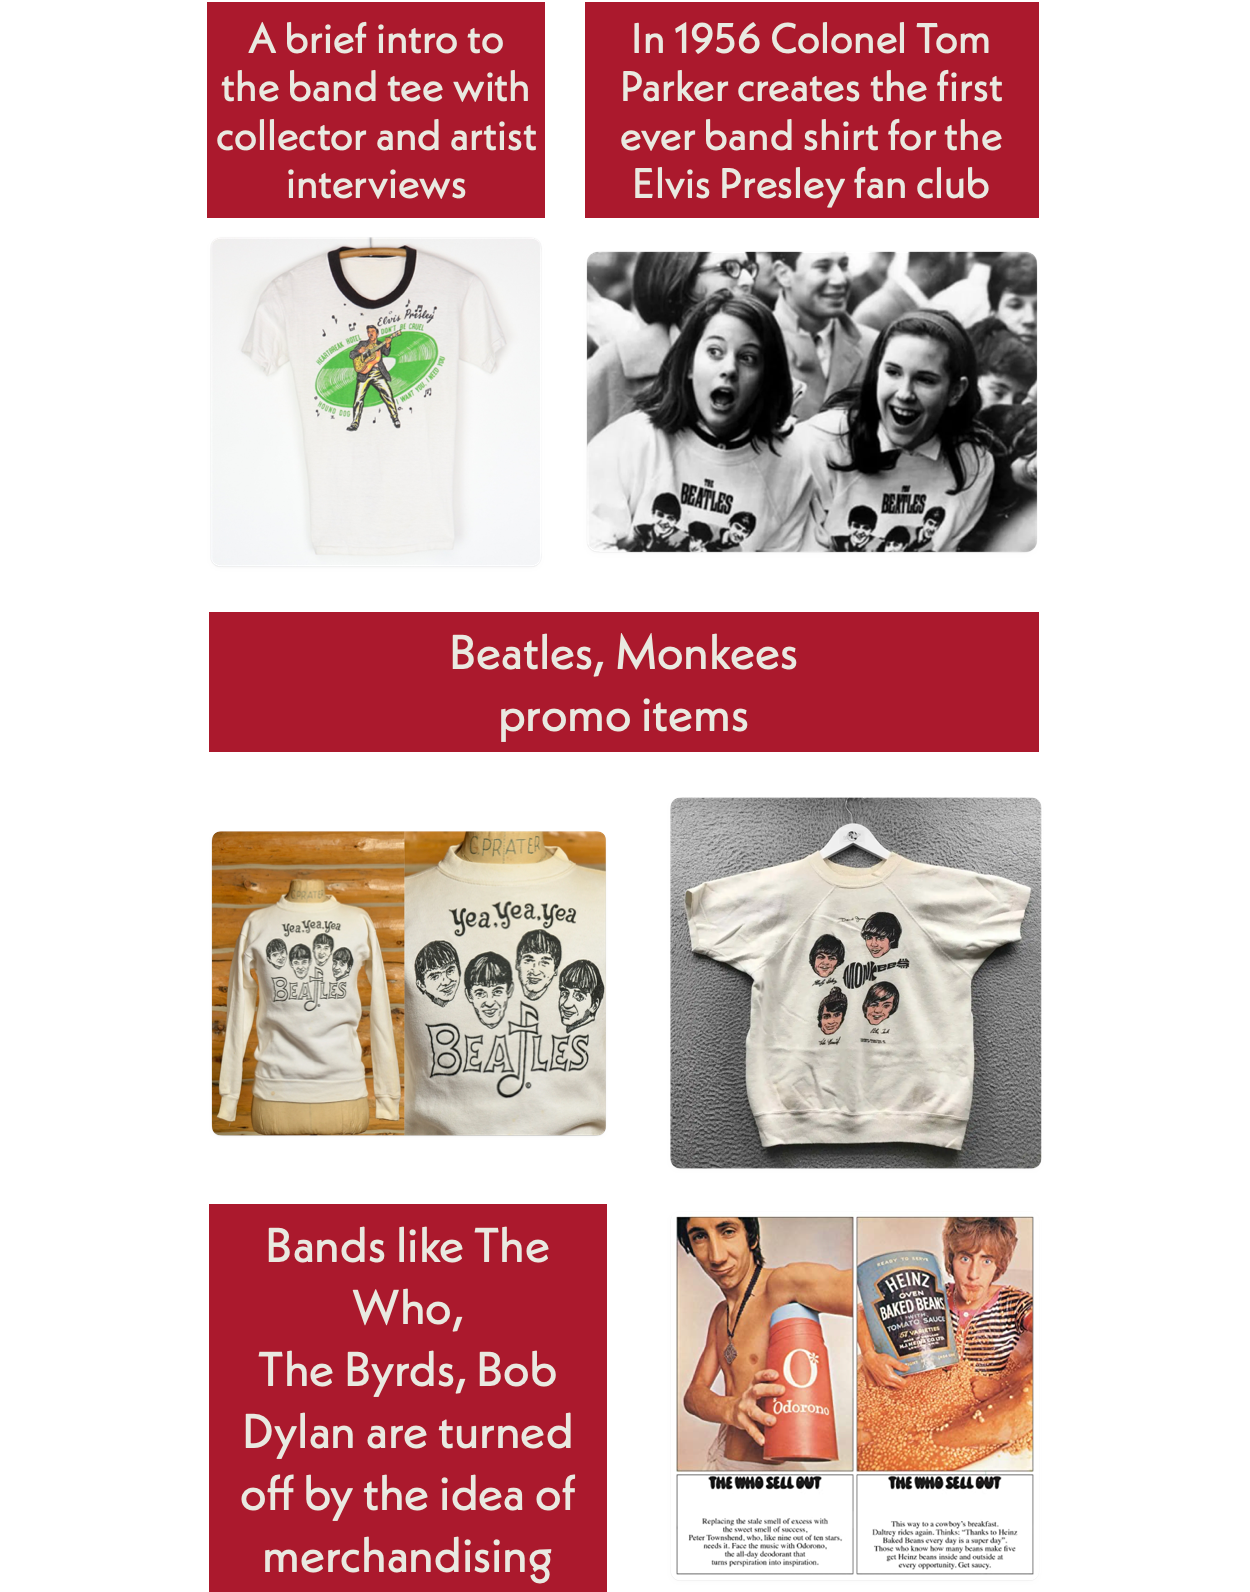 A brief intro to
the band tee with
collector and artist
interviews
In 1956 Colonel Tom
Parker creates the first
ever band shirt for the
Elvis Presley fan club
Elvis Presley
DON'T BE CRUEL
HEARTBREAK HOTEL
I WANT YOU, I NEED YOU
HOUND DOG
THE
BEATLES
THE
BEATLES
Beatles, Monkees
promo items
G.PRATER
Yea, Yea, Yea
BEATLES
G.PRATER
Yea, Yea, Yea
BEATLES
MONKEES
Bands like The
Who,
The Byrds, Bob
Dylan are turned
off by the idea of
merchandising
O
Odorono
READY TO SERVE
HEINZ
OVEN
BAKED BEANS
WITH
TOMATO SAUCE
57 VARIETIES
THE WHO SELL OUT
Replacing the stale smell of excess with
the sweet smell of success,
Peter Townshend, who, like nine out of ten stars,
needs it. Face the music with Odorono,
the all-day deodorant that
turns perspiration into inspiration.
THE WHO SELL OUT
This way to a cowboy's breakfast.
Daltrey rides again. Thinks: "Thanks to Heinz
Baked Beans every day is a super day".
Those who know how many beans make five
get Heinz beans inside and outside at
every opportunity. Get saucy.